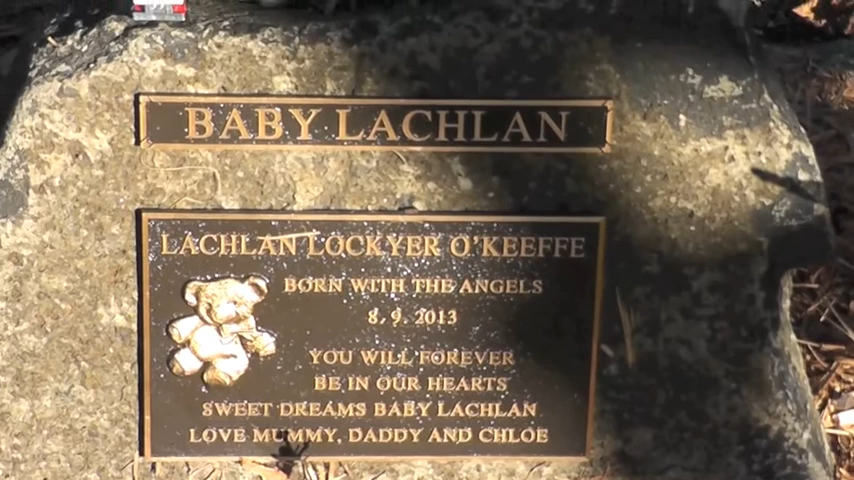 BABY LACHLAN
LACHLAN LOCKYER O'KEEFFE
BORN WITH THE ANGELS
8. 9. 2013
YOU WILL FOREVER
BE IN OUR HEARTS
SWEET DREAMS BABY LACHLAN
LOVE MUMMY, DADDY AND CHLOE